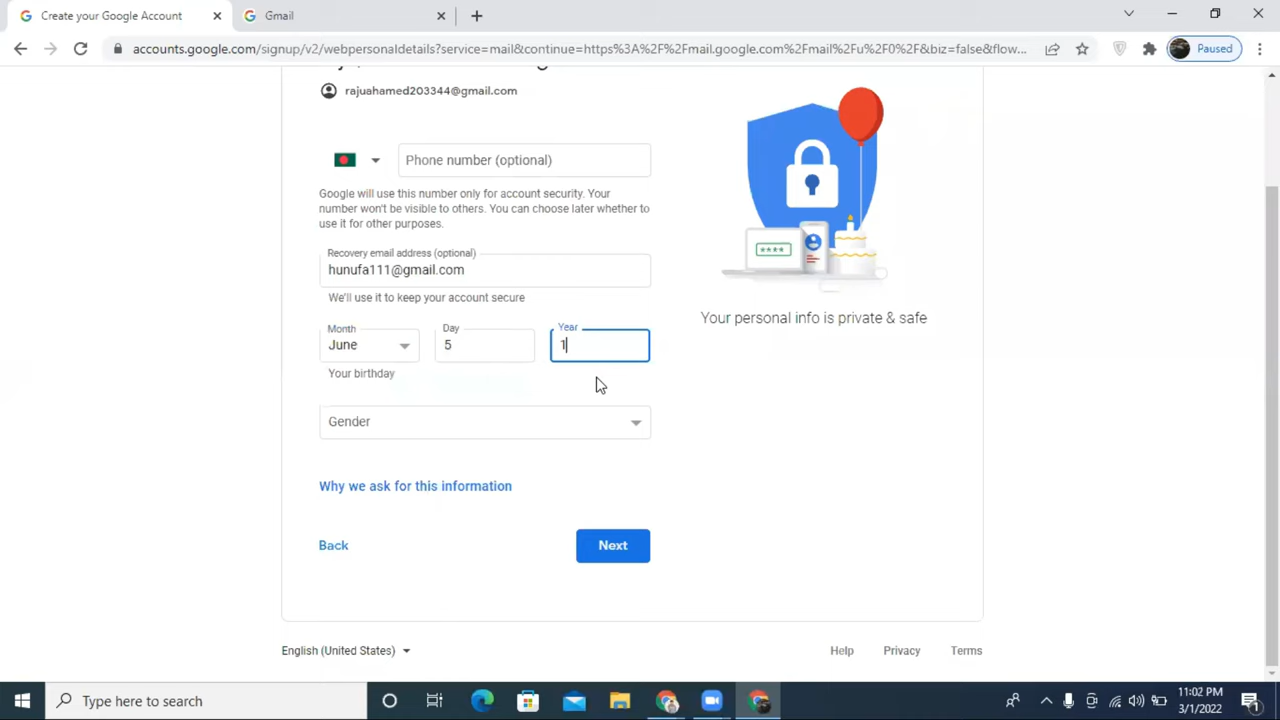 Create your Google Account
Gmail
accounts.google.com/signup/v2/webpersonaldetails?service=mail&continue=https%3A%2F%2Fmail.google.com%2Fmail%2Fu%2F0%2F&biz=false&flow...
Paused
rajuahamed203344@gmail.com
Phone number (optional)
Google will use this number only for account security. Your
number won't be visible to others. You can choose later whether to
use it for other purposes.
Recovery email address (optional)
hunufa111@gmail.com
We'll use it to keep your account secure
Your personal info is private & safe
Month
Day
Year
June
5
1
Your birthday
Gender
Why we ask for this information
Back
Next
English (United States)
Help
Privacy
Terms
Type here to search
11:02 PM
3/1/2022
1